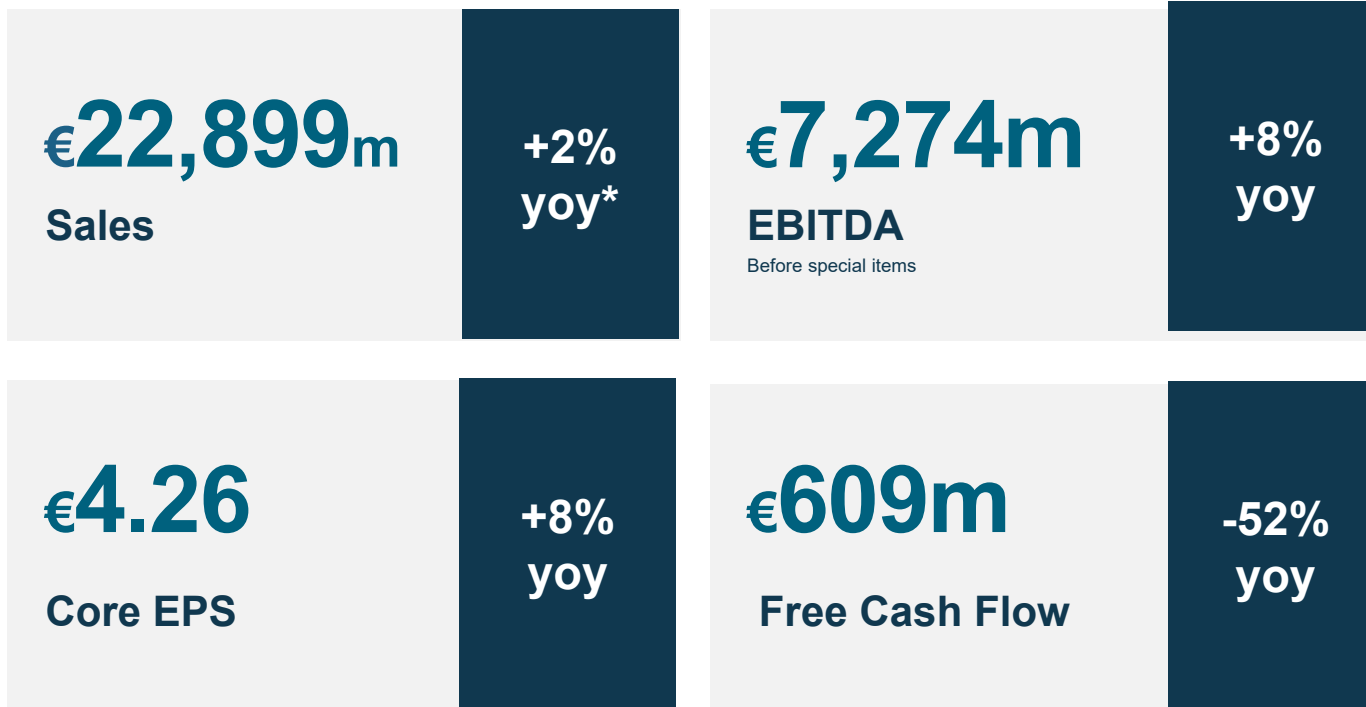 €22,899m
+2%
yoy*
Sales
€7,274m
+8%
yoy
EBITDA
Before special items
€4.26
+8%
yoy
Core EPS
€609m
-52%
yoy
Free Cash Flow